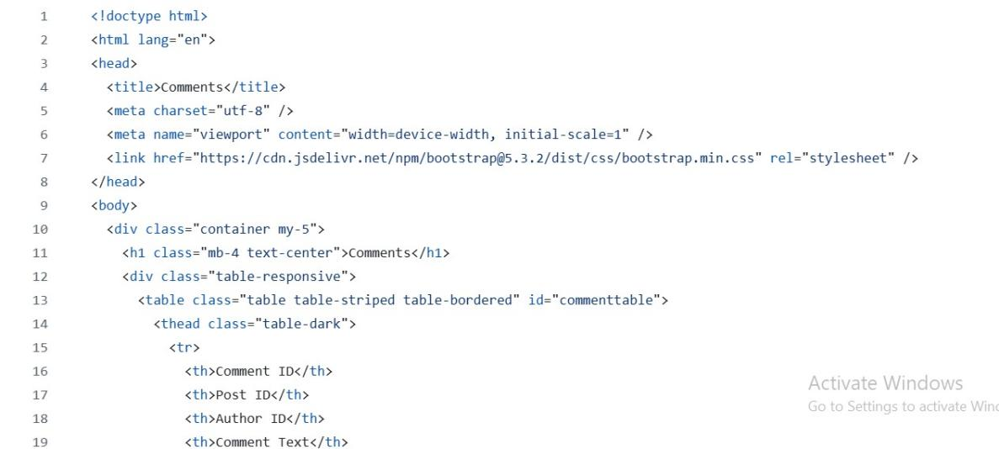 1 <!doctype html>
2 <html lang="en">
3 <head>
4 <title>Comments</title>
5 <meta charset="utf-8" />
6 <meta name="viewport" content="width=device-width, initial-scale=1" />
7 <link href="https://cdn.jsdelivr.net/npm/bootstrap@5.3.2/dist/css/bootstrap.min.css" rel="stylesheet" />
8 </head>
9 <body>
10 <div class="container my-5">
11 <h1 class="mb-4 text-center">Comments</h1>
12 <div class="table-responsive">
13 <table class="table table-striped table-bordered" id="commenttable">
14 <thead class="table-dark">
15 <tr>
16 <th>Comment ID</th>
17 <th>Post ID</th>
18 <th>Author ID</th>
19 <th>Comment Text</th>
Activate Windows
Go to Settings to activate Winc